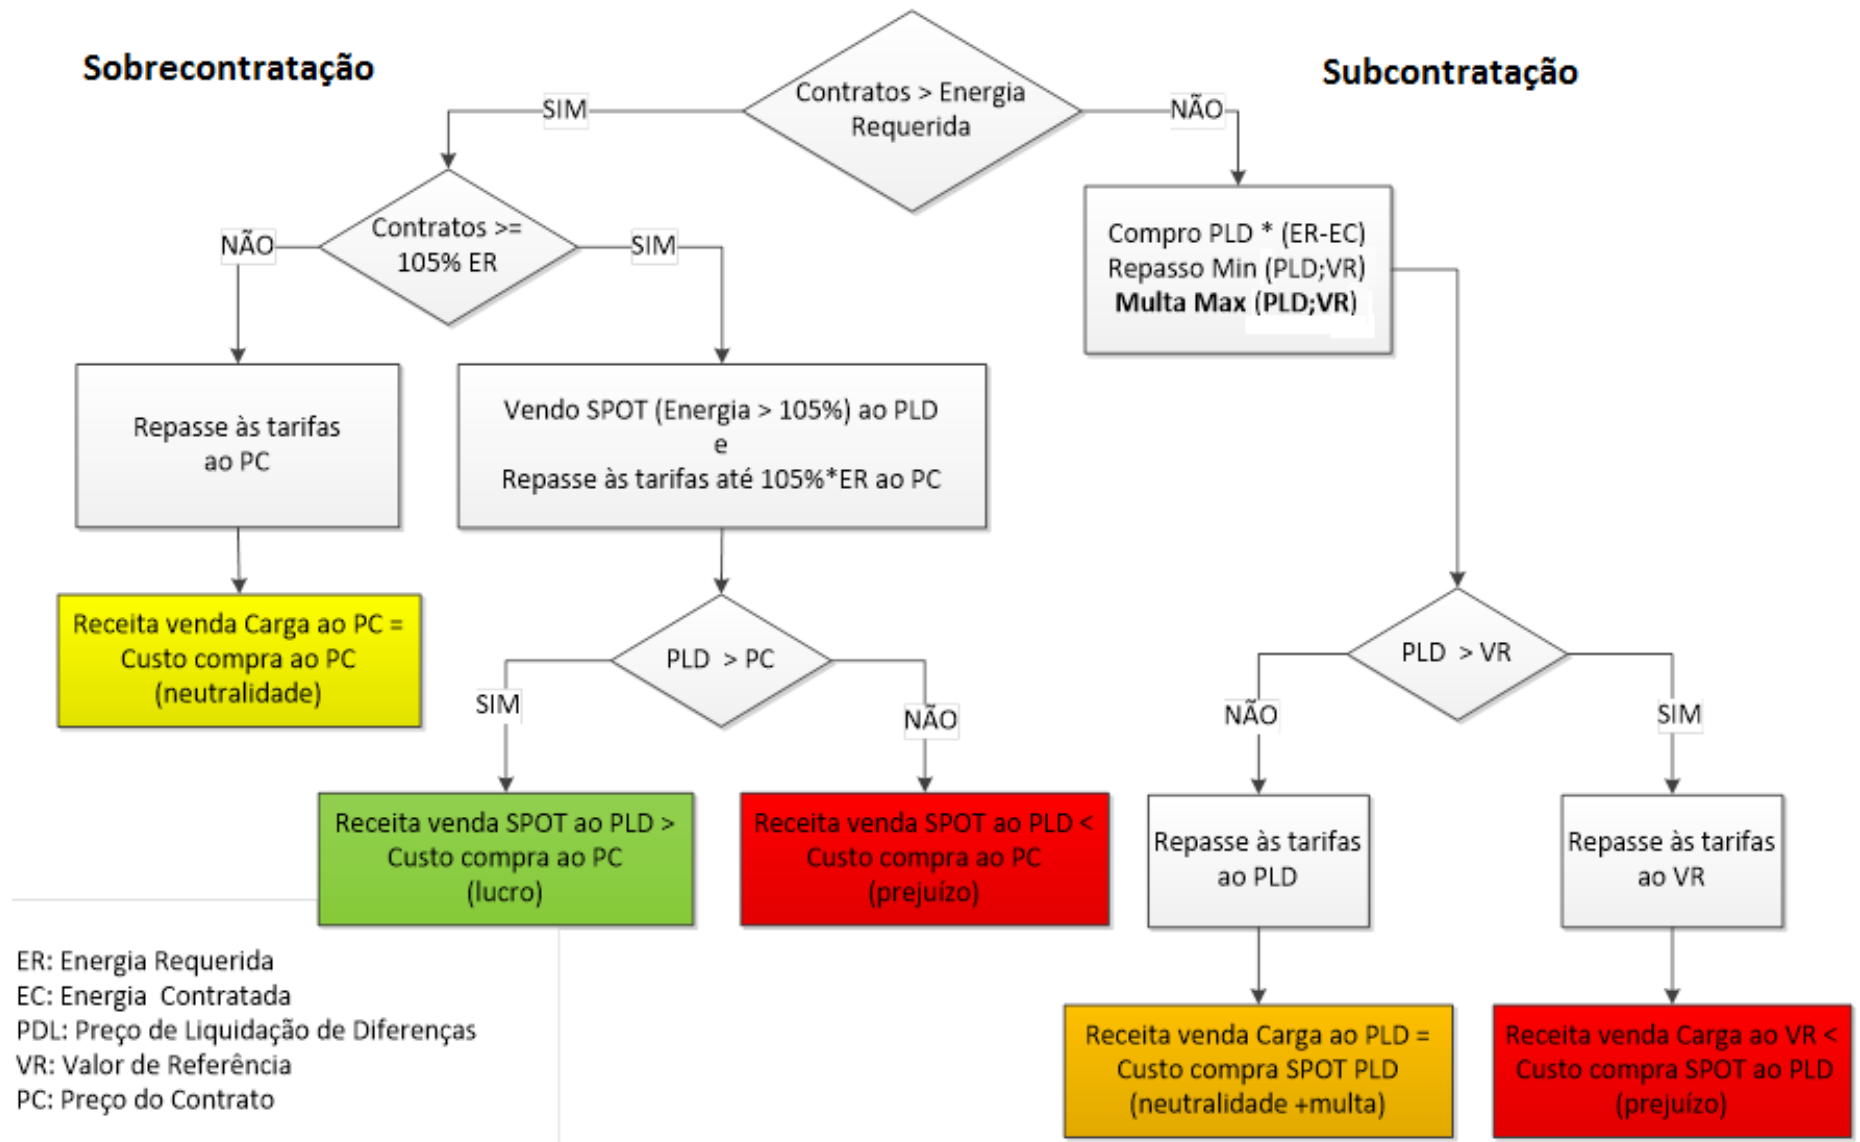 Sobrecontratação
Subcontratação
Contratos > Energia
Requerida
SIM
NÃO
Contratos >=
105% ER
NÃO
SIM
Compro PLD * (ER-EC)
Repasso Min (PLD;VR)
Multa Max (PLD;VR)
Repasse às tarifas
ao PC
Vendo SPOT (Energia > 105%) ao PLD
e
Repasse às tarifas até 105%*ER ao PC
Receita venda Carga ao PC =
Custo compra ao PC
(neutralidade)
PLD > PC
SIM
NÃO
PLD > VR
NÃO
SIM
Receita venda SPOT ao PLD >
Custo compra ao PC
(lucro)
Receita venda SPOT ao PLD <
Custo compra ao PC
(prejuízo)
Repasse às tarifas
ao PLD
Repasse às tarifas
ao VR
Receita venda Carga ao PLD =
Custo compra SPOT PLD
(neutralidade +multa)
Receita venda Carga ao VR <
Custo compra SPOT ao PLD
(prejuízo)
ER: Energia Requerida
EC: Energia Contratada
PDL: Preço de Liquidação de Diferenças
VR: Valor de Referência
PC: Preço do Contrato